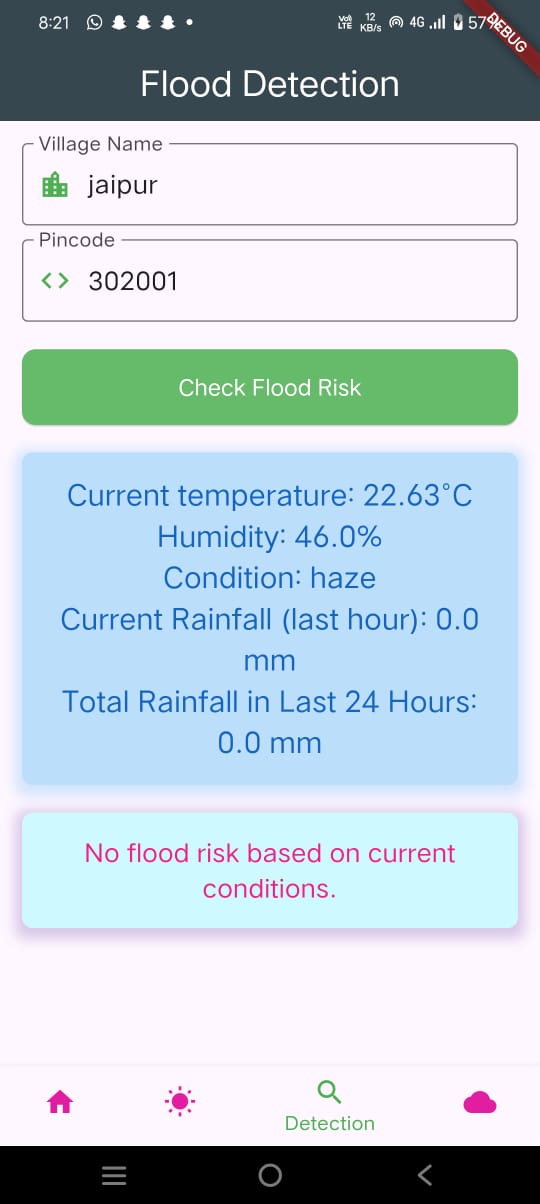 8:21
Vo) LTE 12 KB/s 4G 57%
DEBUG
Flood Detection
Village Name
jaipur
Pincode
302001
Check Flood Risk
Current temperature: 22.63°C
Humidity: 46.0%
Condition: haze
Current Rainfall (last hour): 0.0
mm
Total Rainfall in Last 24 Hours:
0.0 mm
No flood risk based on current
conditions.
Detection